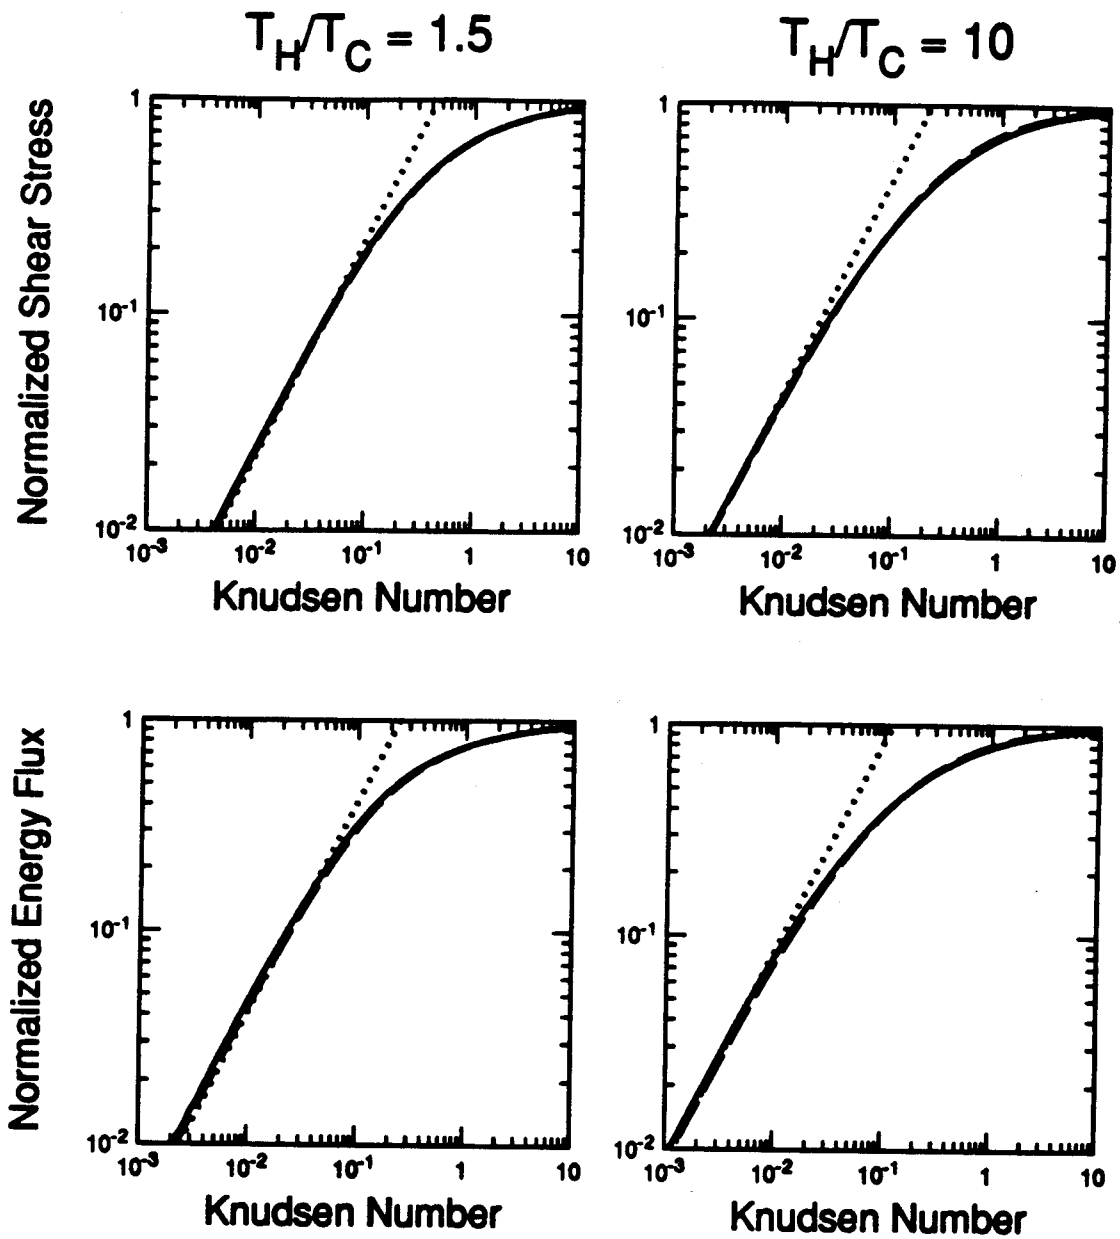 T_H/T_C = 1.5
T_H/T_C = 10
Normalized Shear Stress
1
10⁻¹
10⁻²
10⁻³ 10⁻² 10⁻¹ 1 10
Knudsen Number
1
10⁻¹
10⁻²
10⁻³ 10⁻² 10⁻¹ 1 10
Knudsen Number
Normalized Energy Flux
1
10⁻¹
10⁻²
10⁻³ 10⁻² 10⁻¹ 1 10
Knudsen Number
1
10⁻¹
10⁻²
10⁻³ 10⁻² 10⁻¹ 1 10
Knudsen Number